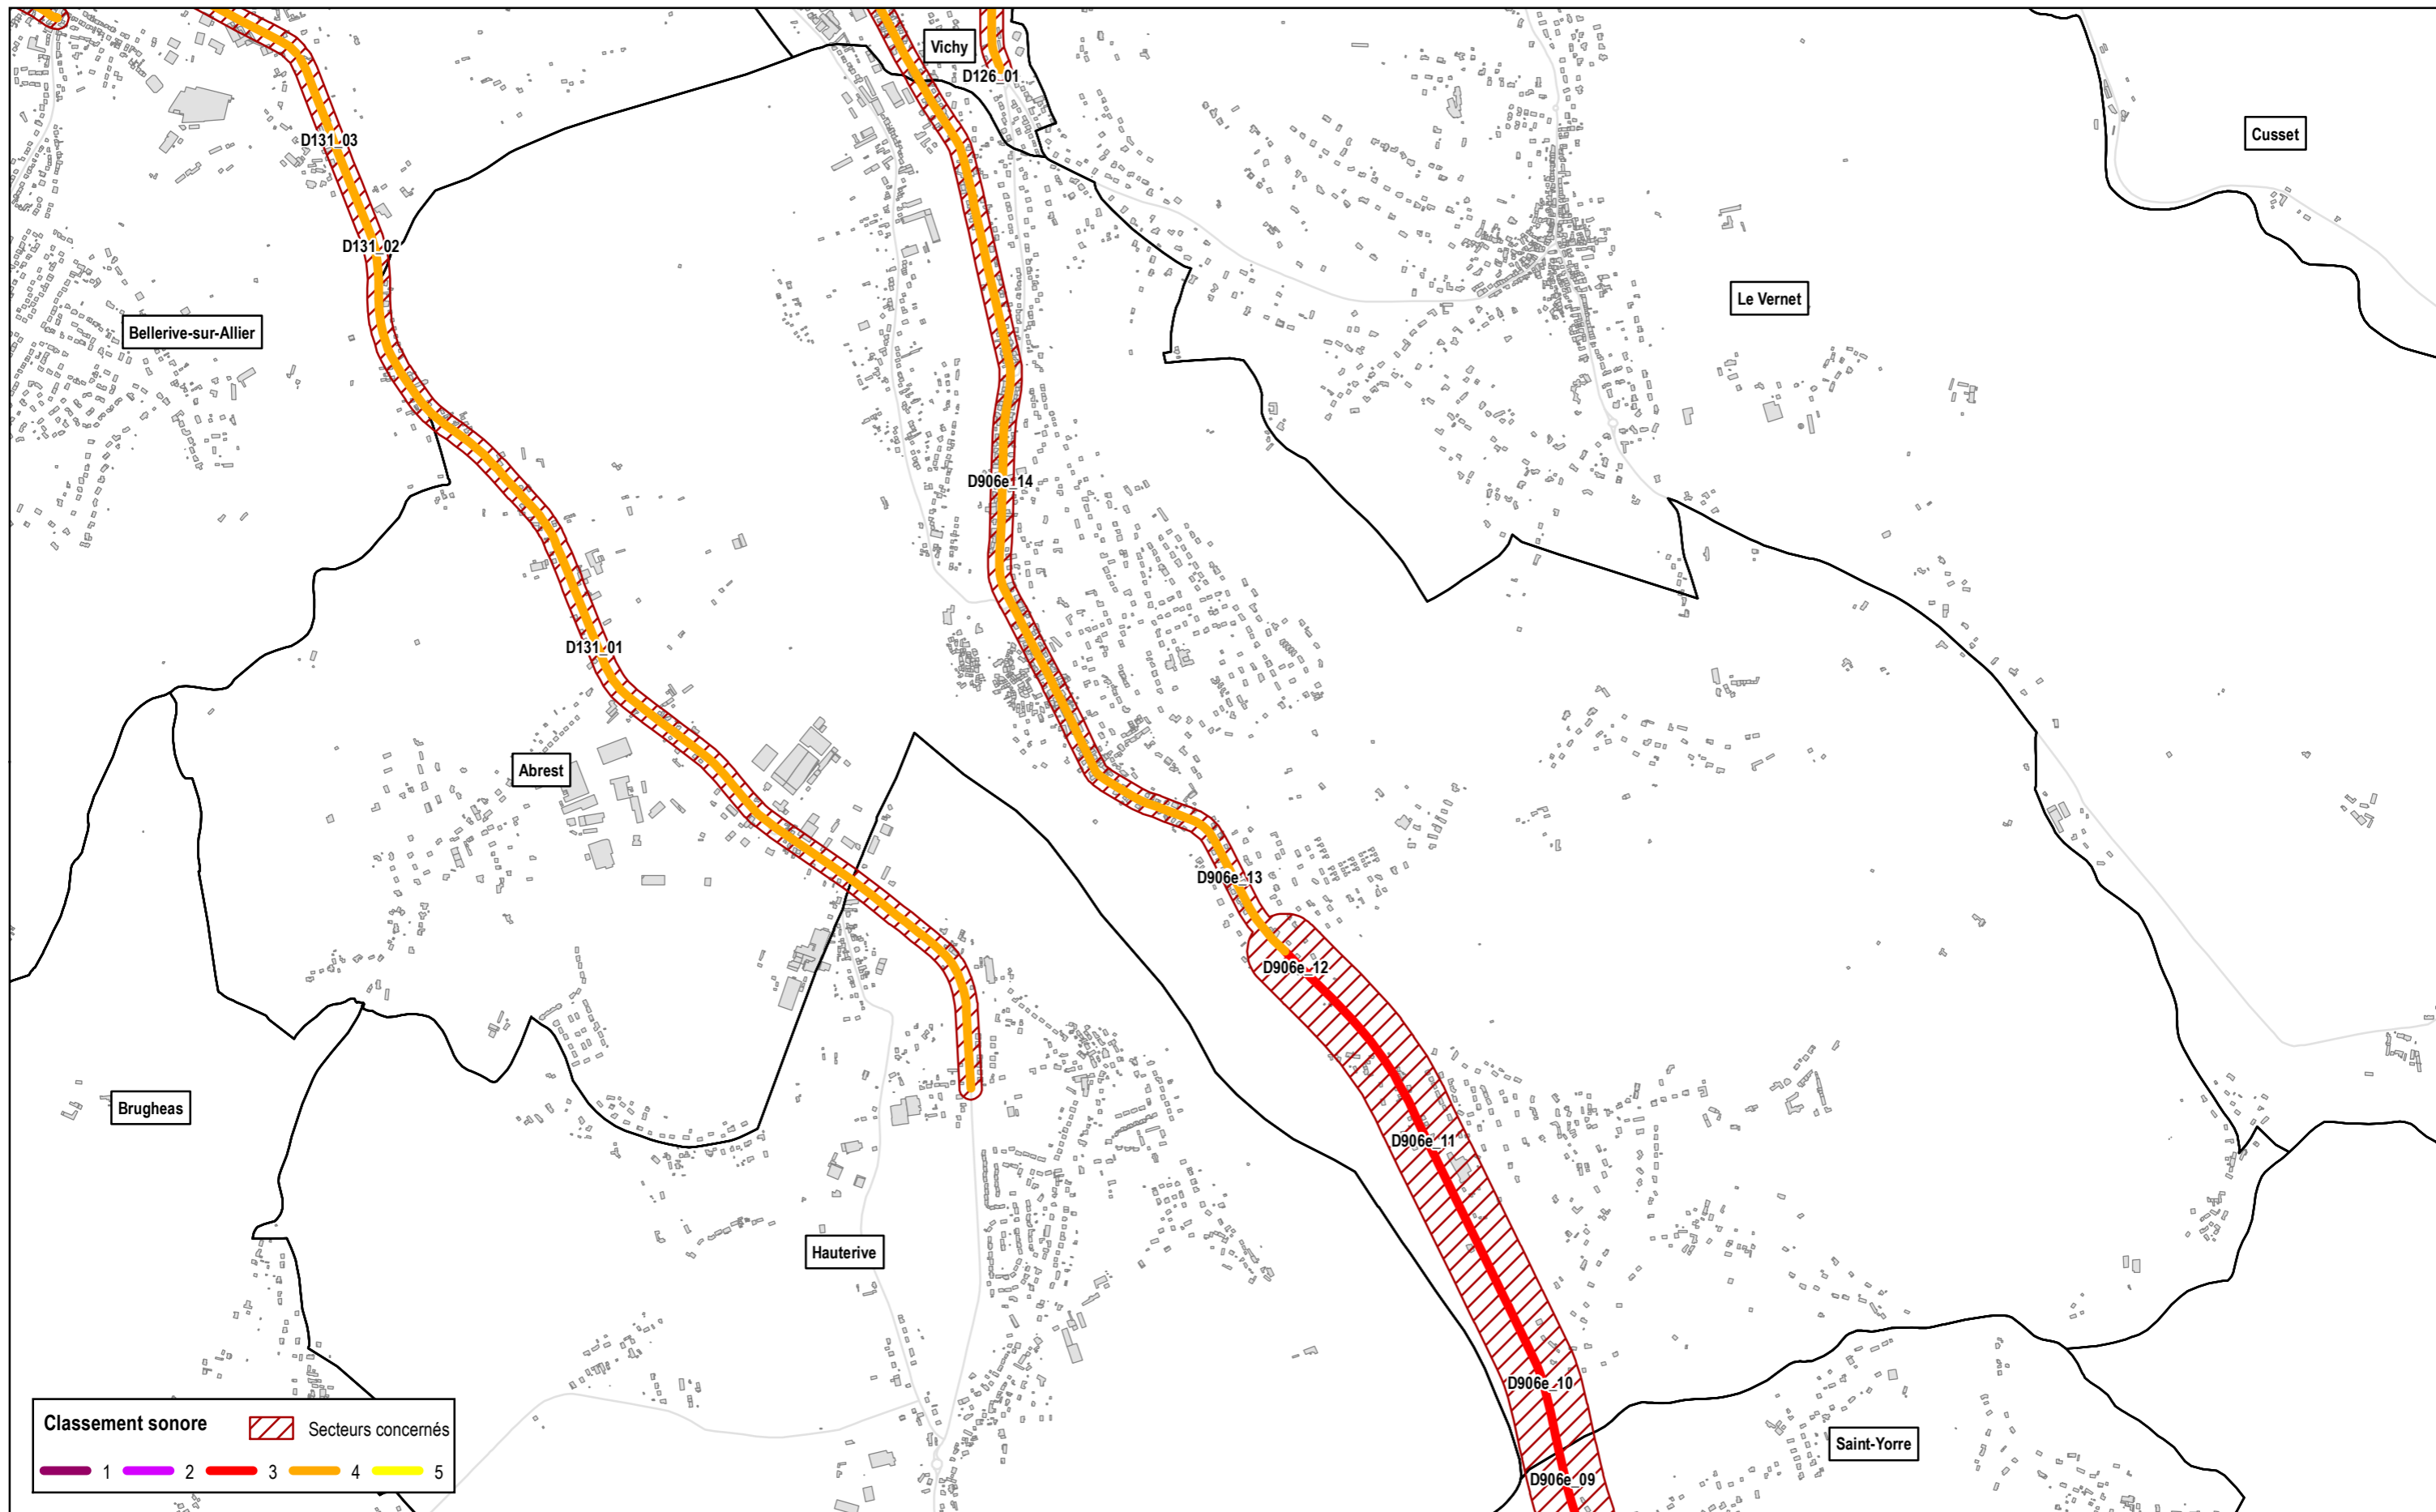 Vichy
D126_01
Cusset
D131_03
D131_02
Le Vernet
Bellerive-sur-Allier
D906e_14
D131_01
Abrest
D906e_13
D906e_12
Brugheas
D906e_11
Hauterive
D906e_10
Saint-Yorre
D906e_09
Classement sonore
Secteurs concernés
1 2 3 4 5